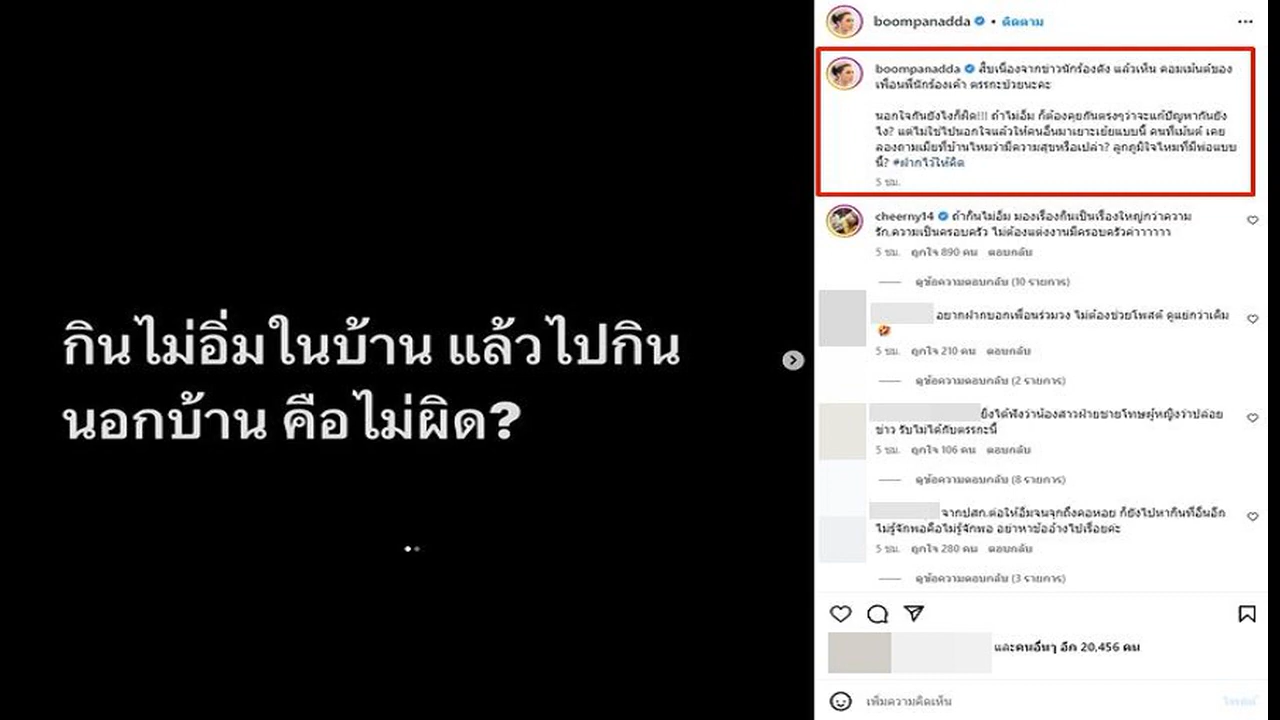 กินไม่อิ่มในบ้าน แล้วไปกิน
นอกบ้าน คือไม่ผิด?
boompanadda • ติดตาม
boompanadda สืบเนื่องจากข่าวนักร้องดัง แล้วเห็น คอมเม้นต์ของ
เพื่อนพี่นักร้องเค้า ตรรกะป่วยนะคะ
นอกใจกันยังไงก็ผิด!!! ถ้าไม่อิ่ม ก็ต้องคุยกันตรงๆว่าจะแก้ปัญหากันยัง
ไง? แต่ไม่ใช่ไปนอกใจแล้วให้คนอื่นมาเยาะเย้ยแบบนี้ คนที่เม้นต์ เคย
ลองถามเมียที่บ้านไหมว่ามีความสุขหรือเปล่า? ลูกภูมิใจไหมที่มีพ่อแบบ
นี้? #ฝากไว้ให้คิด
5 ชม.
cheerny14 ถ้ากินไม่อิ่ม มองเรื่องกินเป็นเรื่องใหญ่กว่าความ
รัก,ความเป็นครอบครัว ไม่ต้องแต่งงานมีครอบครัวค่าาาาาา
5 ชม. ถูกใจ 890 คน ตอบกลับ
ดูข้อความตอบกลับ (10 รายการ)
อยากฝากบอกเพื่อนร่วมวง ไม่ต้องช่วยโพสต์ ดูแย่กว่าเดิม
🤣
5 ชม. ถูกใจ 210 คน ตอบกลับ
ดูข้อความตอบกลับ (2 รายการ)
ยิ่งได้ฟังว่าน้องสาวฝ่ายชายโทษผู้หญิงว่าปล่อย
ข่าว รับไม่ได้กับตรรกะนี้
5 ชม. ถูกใจ 106 คน ตอบกลับ
ดูข้อความตอบกลับ (8 รายการ)
จากปสก.ต่อให้อิ่มจนจุกถึงคอหอย ก็ยังไปหากินที่อื่นอีก
ไม่รู้จักพอคือไม่รู้จักพอ อย่าหาข้ออ้างไปเรื่อยค่ะ
5 ชม. ถูกใจ 280 คน ตอบกลับ
ดูข้อความตอบกลับ (3 รายการ)
และคนอื่นๆ อีก 20,456 คน
เพิ่มความคิดเห็น
โพสต์